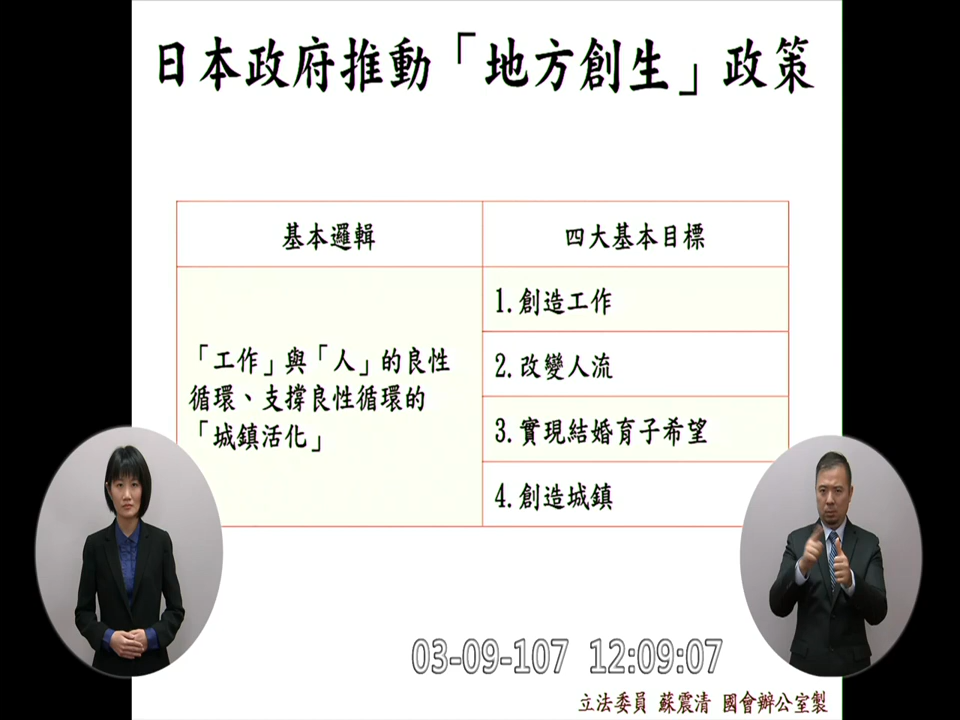 日本政府推動「地方創生」政策
基本邏輯
四大基本目標
「工作」與「人」的良性
循環、支撐良性循環的
「城鎮活化」
1.創造工作
2.改變人流
3.實現結婚育子希望
4.創造城鎮
03-09-107 12:09:07
立法委員 蘇震清 國會辦公室製